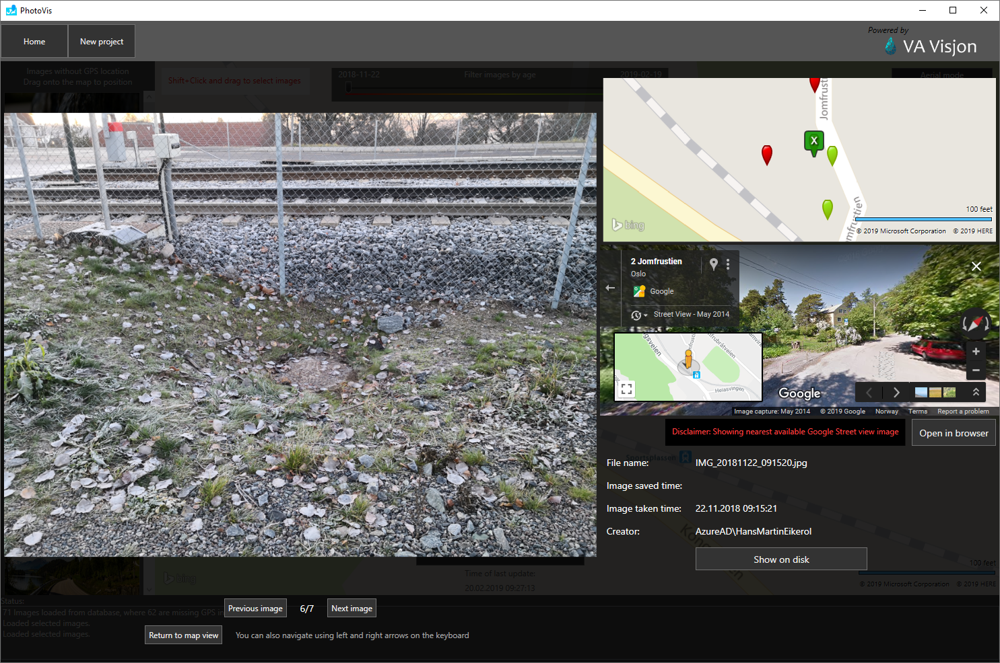 PhotoVis
Home
New project
Powered by
VA Visjon
Images without GPS location
Drag onto the map to position
Shift+Click and drag to select images
2018-11-22
Filter images by age
2019-02-19
Aerial mode
Jomfrusti
X
Jomfrustien
bing
100 feet
© 2019 Microsoft Corporation © 2019 HERE
2 Jomfrustien
Oslo
Google
Street View - May 2014
Helasvingen
Google
Image capture: May 2014 © 2019 Google Norway Terms Report a problem
Disclaimer: Showing nearest available Google Street view image
Open in browser
Sportsplassen
File name:
IMG_20181122_091520.jpg
Image saved time:
Image taken time:
22.11.2018 09:15:21
Creator:
AzureAD\HansMartinEikerol
Show on disk
bing
Time of last update:
20.02.2019 09:27:13
100 feet
© 2019 Microsoft Corporation © 2019 HERE
Status:
71 Images loaded from database, where 62 are missing GPS in
Loaded selected images.
Loaded selected images.
Previous image
6/7
Next image
Return to map view
You can also navigate using left and right arrows on the keyboard